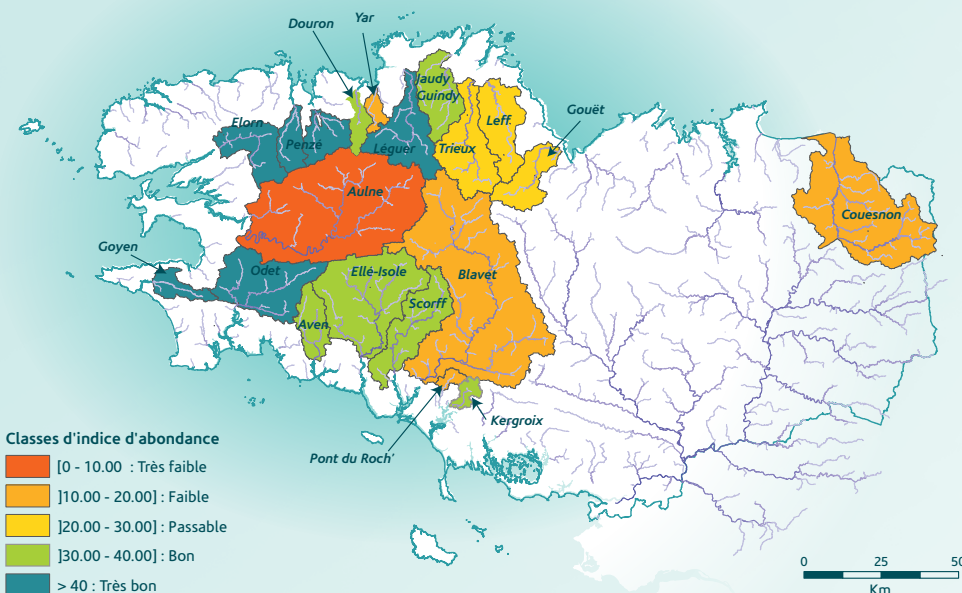 Yar
Douron
Jaudy
Guindy
Gouët
Elorn
Leff
Penzé
Léguer
Trieux
Aulne
Couesnon
Goyen
Odet
Ellé-Isole
Blavet
Scorff
Aven
Kergroix
Pont du Roch'
Classes d'indice d'abondance
[0 - 10.00 : Très faible
]10.00 - 20.00] : Faible
]20.00 - 30.00] : Passable
]30.00 - 40.00] : Bon
> 40 : Très bon
0 25 50
Km